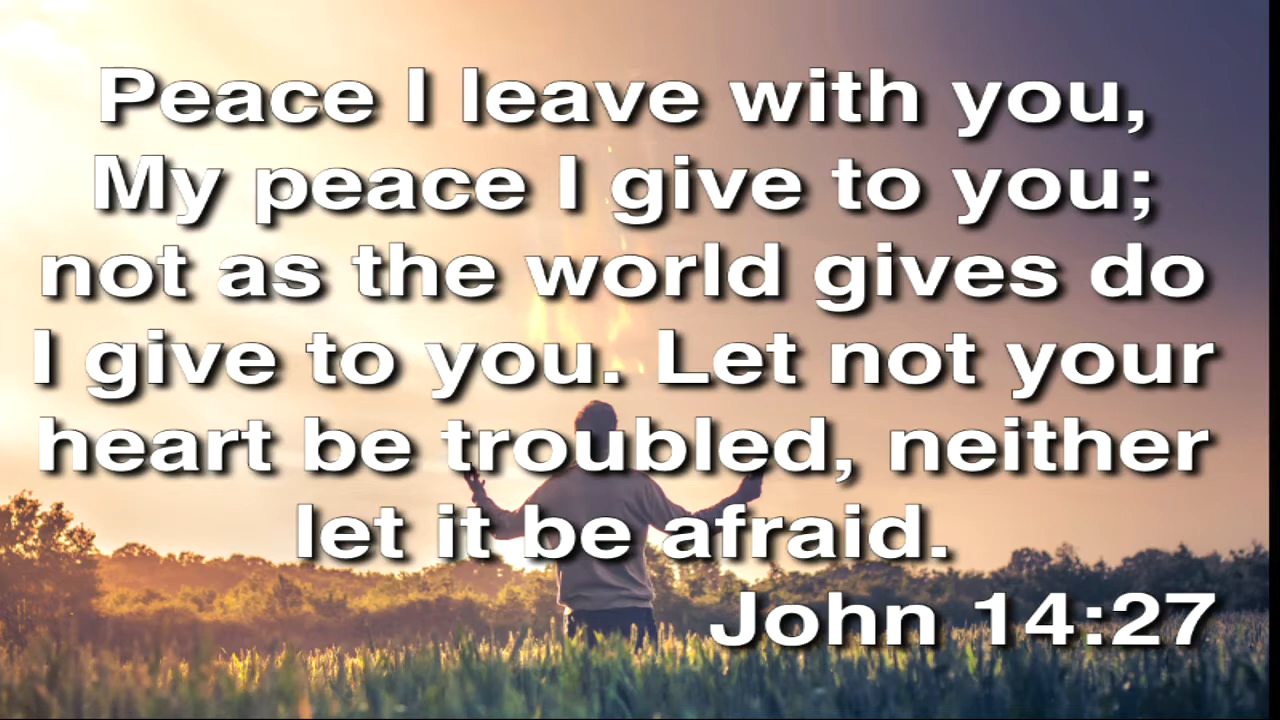 Peace I leave with you,
My peace I give to you;
not as the world gives do
I give to you. Let not your
heart be troubled, neither
let it be afraid.
John 14:27